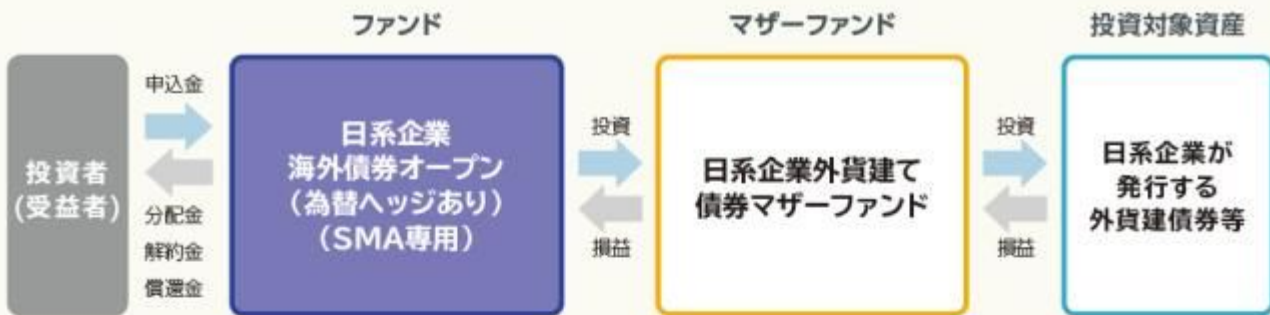 ファンド
マザーファンド
投資対象資産
投資者
(受益者)
申込金
分配金
解約金
償還金
日系企業
海外債券オープン
(為替ヘッジあり)
(SMA専用)
投資
損益
日系企業外貨建て
債券マザーファンド
投資
損益
日系企業が
発行する
外貨建債券等